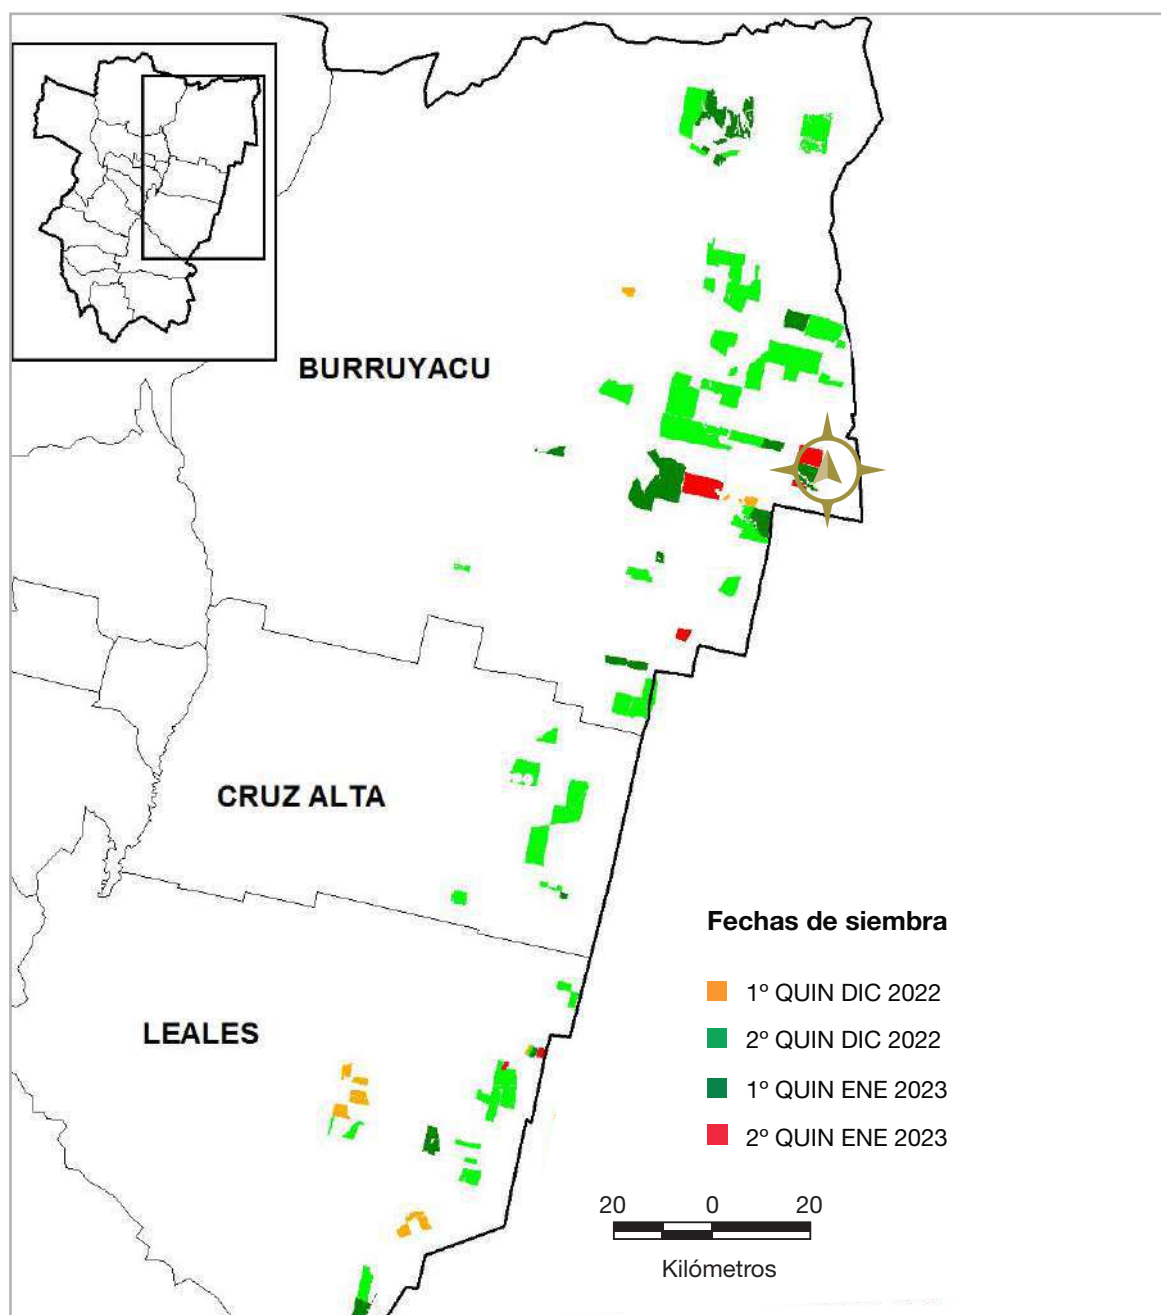 BURRUYACU
CRUZ ALTA
LEALES
Fechas de siembra
1º QUIN DIC 2022
2º QUIN DIC 2022
1º QUIN ENE 2023
2º QUIN ENE 2023
20 0 20
Kilómetros